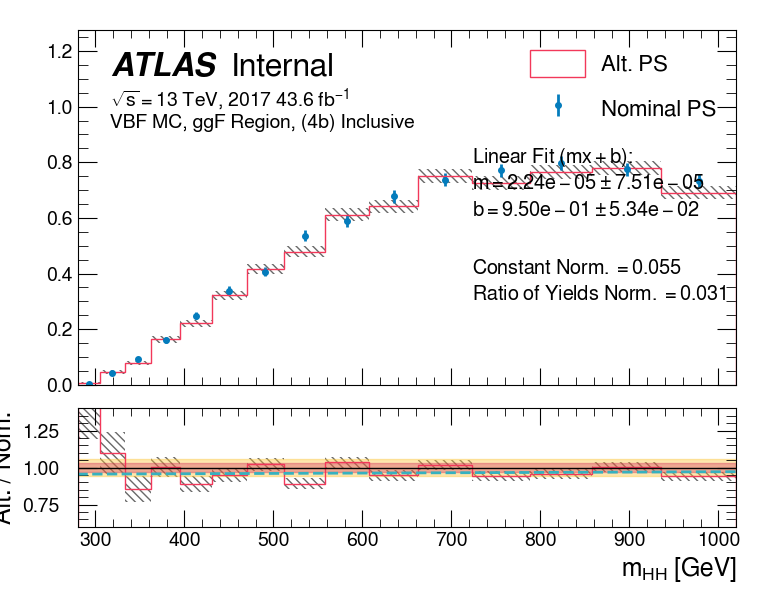 ATLAS Internal
√s = 13 TeV, 2017 43.6 fb⁻¹
VBF MC, ggF Region, (4b) Inclusive
Alt. PS
Nominal PS
Linear Fit (mx + b):
m = 2.24e − 05 ± 7.51e − 05
b = 9.50e − 01 ± 5.34e − 02
Constant Norm. = 0.055
Ratio of Yields Norm. = 0.031
1.2
1.0
0.8
0.6
0.4
0.2
0.0
Alt. / Nom.
1.25
1.00
0.75
300 400 500 600 700 800 900 1000
m_HH [GeV]